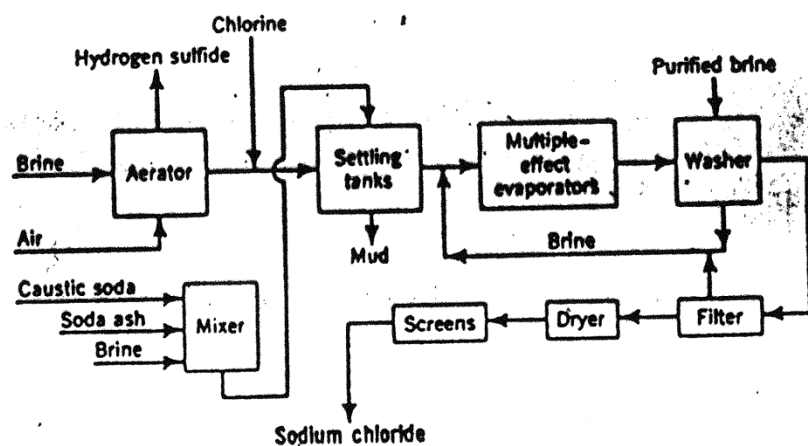 Chlorine
Hydrogen sulfide
Purified brine
Brine
Aerator
Settling
tanks
Multiple-
effect
evaporators
Washer
Air
Mud
Brine
Caustic soda
Soda ash
Brine
Mixer
Screens
Dryer
Filter
Sodium chloride